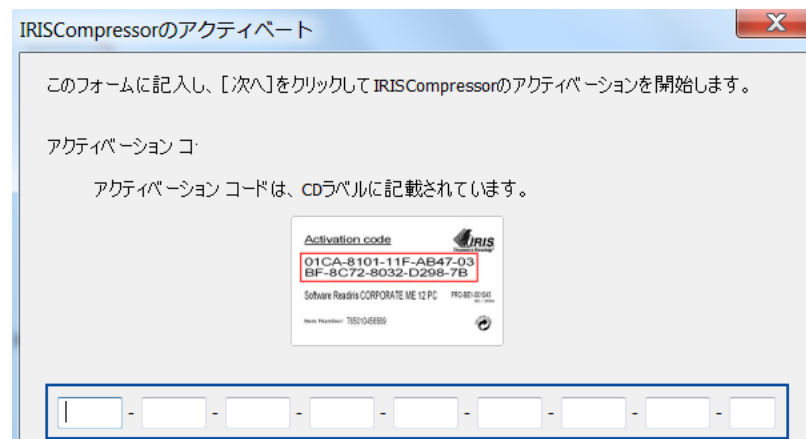 IRISCompressorのアクティベート
このフォームに記入し、[次へ]をクリックしてIRISCompressorのアクティベーションを開始します。
アクティベーション コ
アクティベーション コードは、CDラベルに記載されています。
Activation code
IRIS
01CA-8101-11F-AB47-03
BF-8C72-8032-D298-7B
Software Readiris CORPORATE ME 12 PC
Item Number:
- - - - - - - -